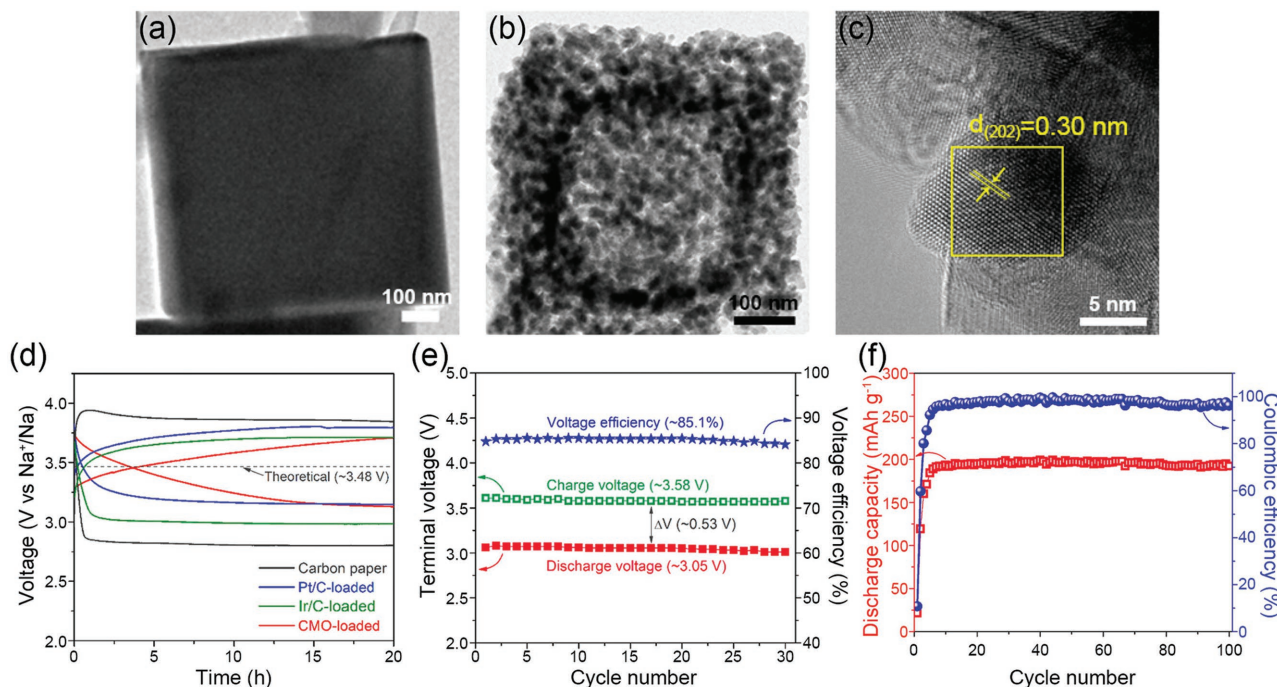 (a)
100 nm
(b)
100 nm
(c)
d(202)=0.30 nm
5 nm
(d)
Voltage (V vs Na⁺/Na)
4.0
3.5
3.0
2.5
2.0
Theoretical (~3.48 V)
Carbon paper
Pt/C-loaded
Ir/C-loaded
CMO-loaded
0 5 10 15 20
Time (h)
(e)
Terminal voltage (V)
5.0
4.5
4.0
3.5
3.0
2.5
2.0
Voltage efficiency (~85.1%)
Charge voltage (~3.58 V)
ΔV (~0.53 V)
Discharge voltage (~3.05 V)
100
90
80
70
60
50
40
Voltage efficiency (%)
0 5 10 15 20 25 30
Cycle number
(f)
Discharge capacity (mAh g⁻¹)
300
250
200
150
100
50
0
100
80
60
40
20
0
Coulombic efficiency (%)
0 20 40 60 80 100
Cycle number